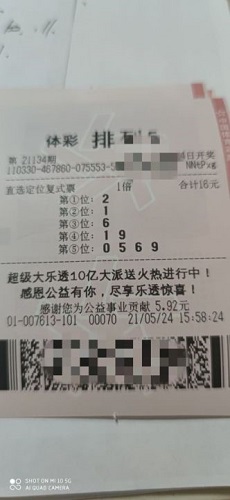 体彩 排
第 21134期 日开奖
110330-467860-075553-5
直选定位复式票 1倍 合计16元
第①位: 2
第②位: 1
第③位: 6
第④位: 1 9
第⑤位: 0 5 6 9
超级大乐透10亿大派送火热进行中!
感恩公益有你,尽享乐透惊喜!
感谢您为公益事业贡献 5.92元
01-007613-101 00070 21/05/24 15:58:24
SHOT ON MI 10 5G
AI QUAD CAMERA